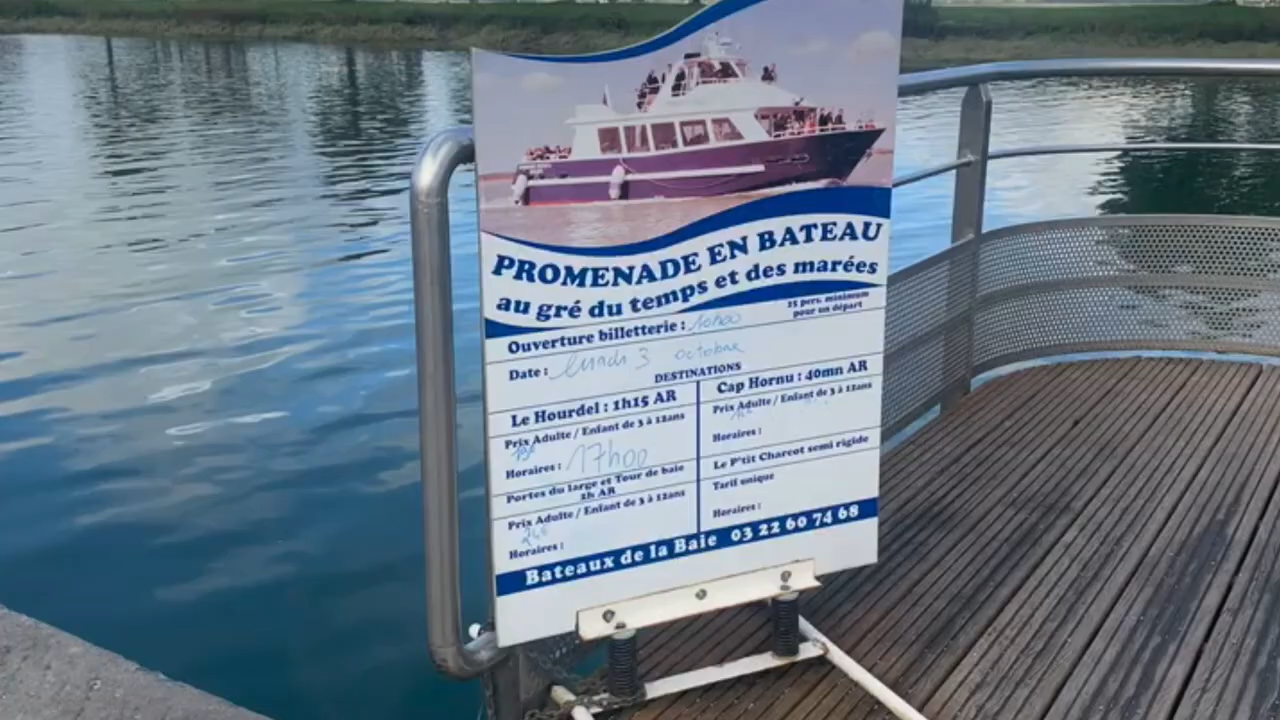 PROMENADE EN BATEAU
au gré du temps et des marées
15 pers. minimum
pour un départ
Ouverture billetterie : 10h00
Date : lundi 3 octobre
DESTINATIONS
Le Hourdel : 1h15 AR
Prix Adulte / Enfant de 3 à 12ans
Horaires : 17h00
Portes du large et Tour de baie
2h AR
Prix Adulte / Enfant de 3 à 12ans
Horaires :
Cap Hornu : 40mn AR
Prix Adulte / Enfant de 3 à 12ans
Horaires :
Le P'tit Charcot semi rigide
Tarif unique
Horaires :
Bateaux de la Baie 03 22 60 74 68